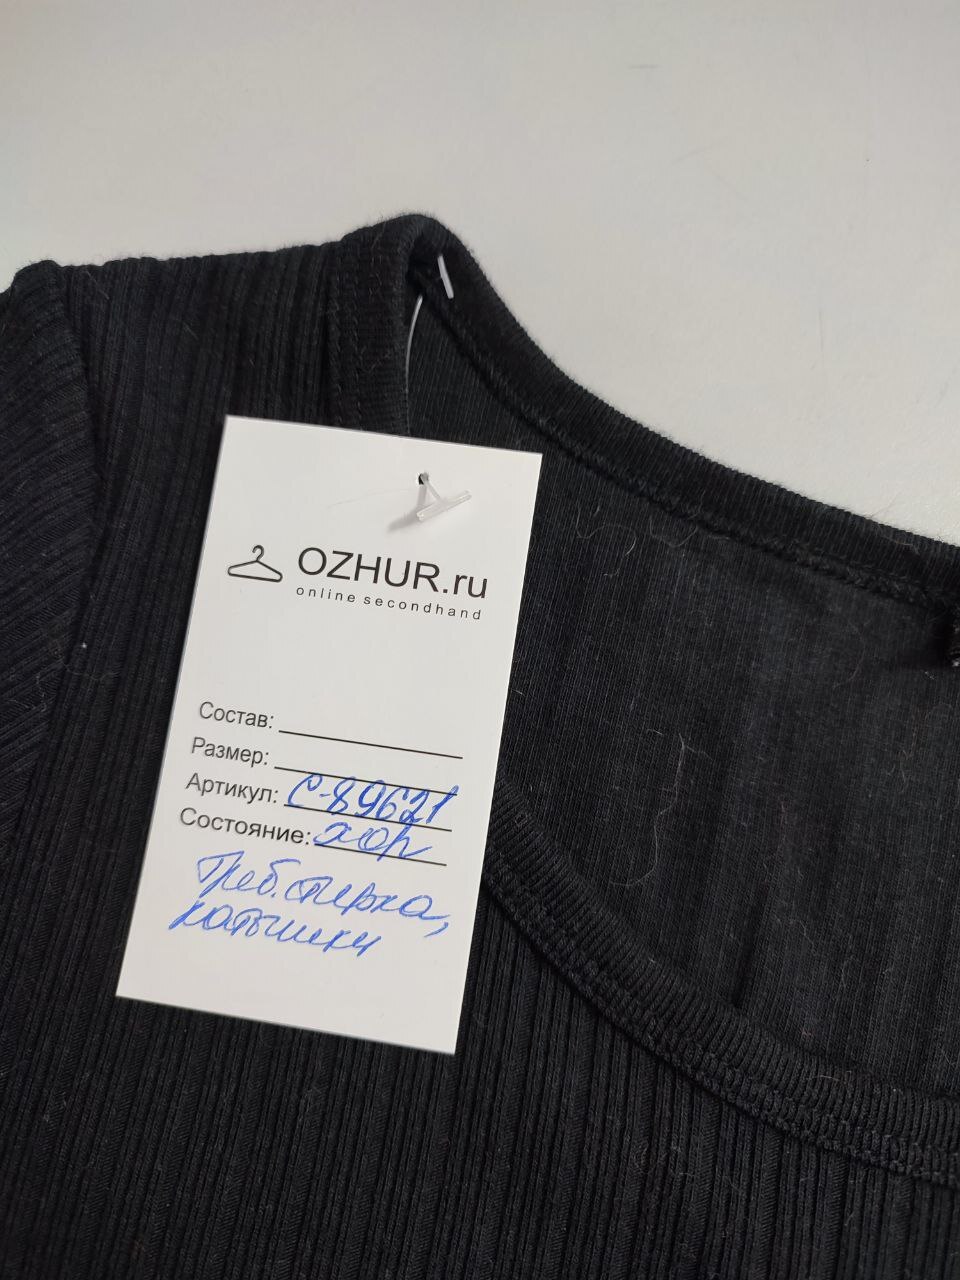 OZHUR.ru
online secondhand
Состав:
Размер:
Артикул: С-89621
Состояние: хор
Треб. стирка,
катышки